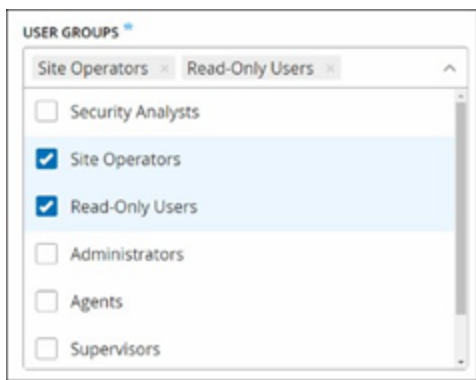 USER GROUPS *
Site Operators × Read-Only Users ×
Security Analysts
Site Operators
Read-Only Users
Administrators
Agents
Supervisors